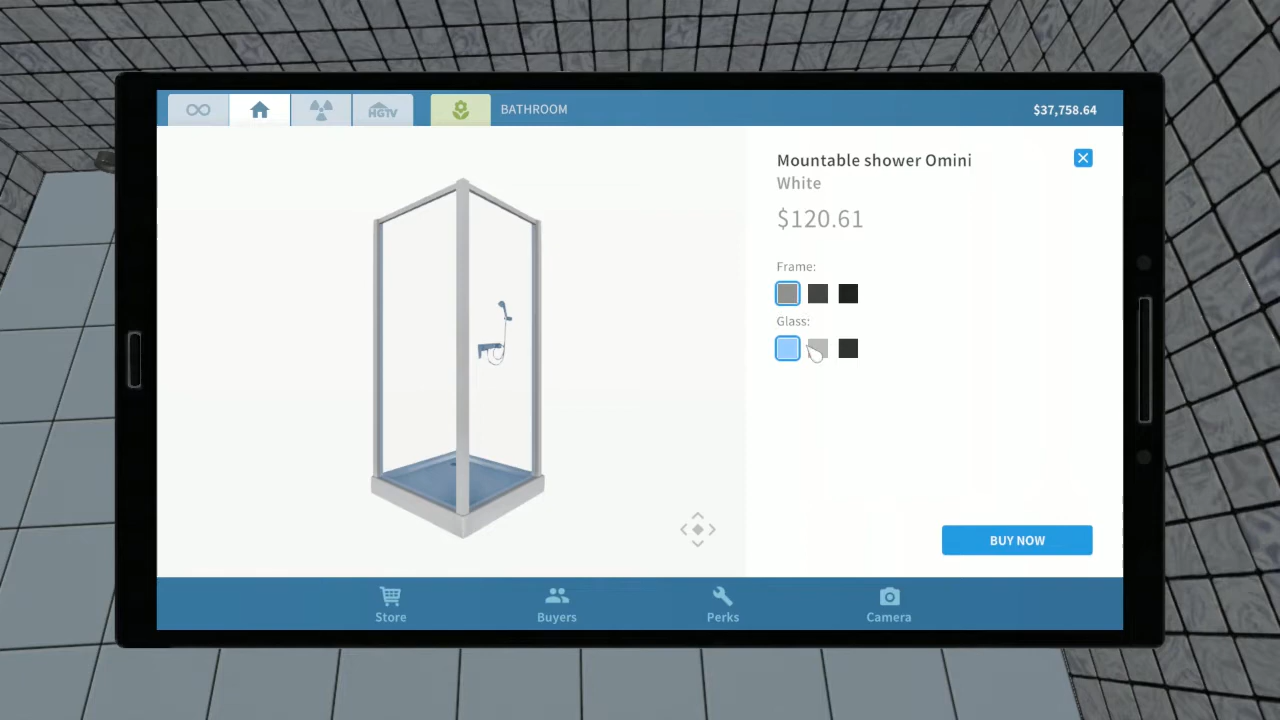 HGTV
BATHROOM
$37,758.64
Mountable shower Omini
White
$120.61
Frame:
Glass:
BUY NOW
Store
Buyers
Perks
Camera